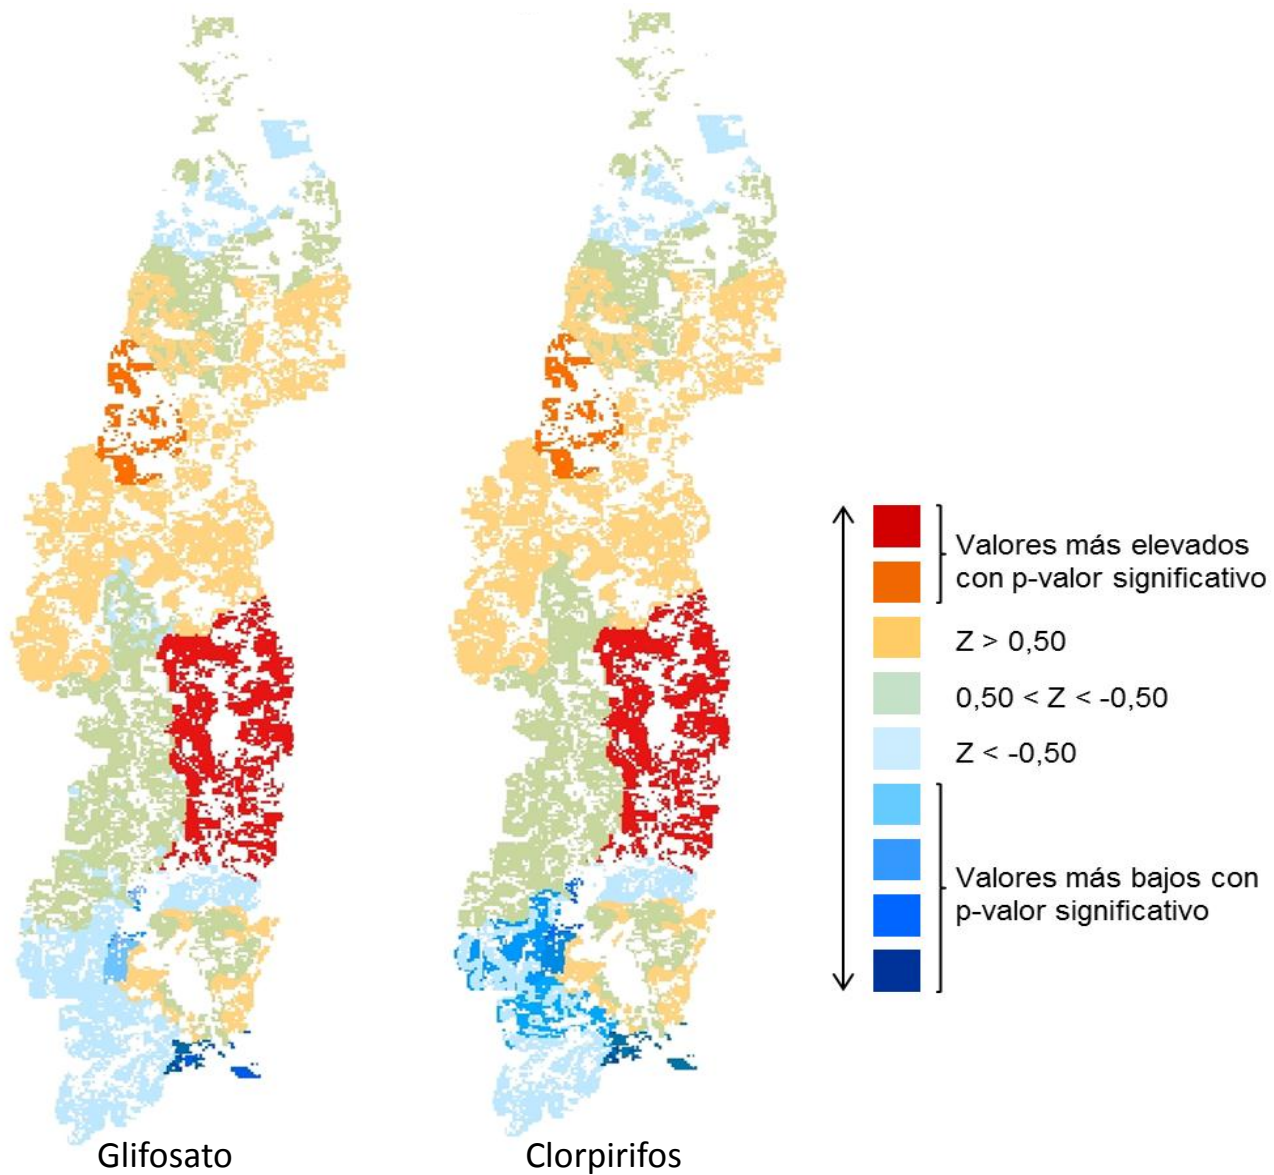 Valores más elevados
con p-valor significativo
Z > 0,50
0,50 < Z < -0,50
Z < -0,50
Valores más bajos con
p-valor significativo
Glifosato
Clorpirifos